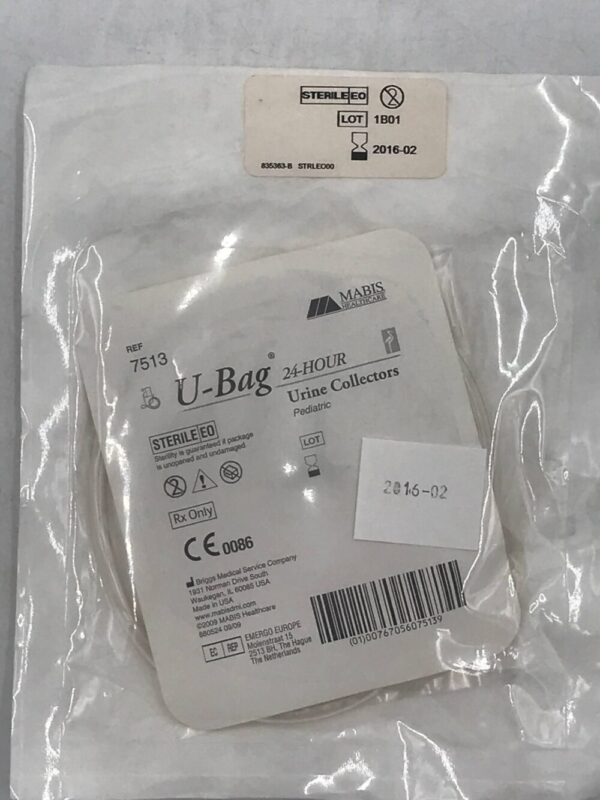 STERILE EO
LOT 1B01
2016-02
835363-B STRLEO00
MABIS
HEALTHCARE
REF
7513
U-Bag® 24-HOUR
Urine Collectors
Pediatric
STERILE EO
Sterility is guaranteed if package
is unopened and undamaged.
LOT
2016-02
Rx Only
CE 0086
Briggs Medical Service Company
1931 Norman Drive South
Waukegan, IL 60085 USA
Made in USA
www.mabisdmi.com
©2009 MABIS Healthcare
880524 09/09
EC REP
EMERGO EUROPE
Molenstraat 15
2513 BH, The Hague
The Netherlands
(01)00767056075139